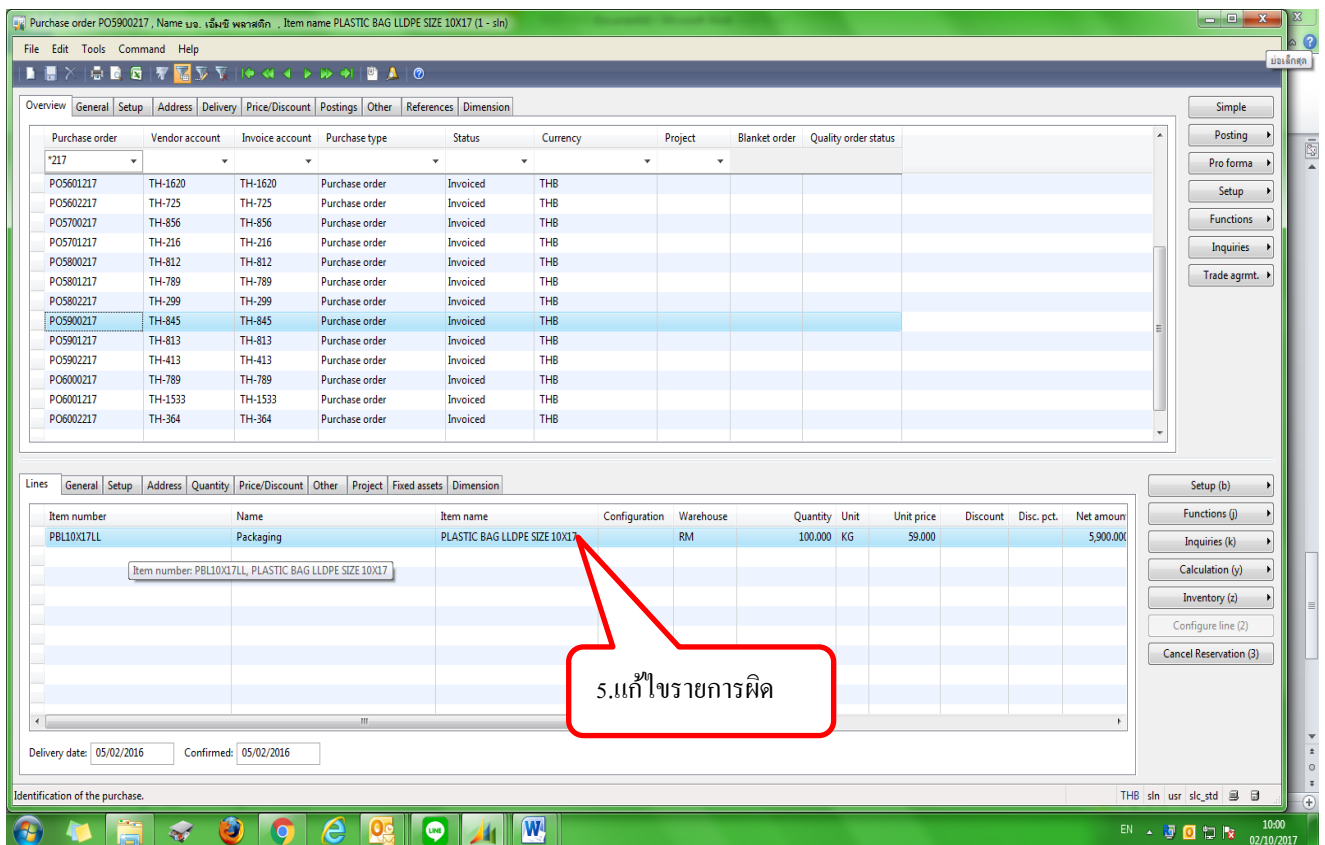 Purchase order PO5900217 , Name บจ. เอ็มซี พลาสติก , Item name PLASTIC BAG LLDPE SIZE 10X17 (1 - sln)
File Edit Tools Command Help
ย่อเล็กสุด
Overview General Setup Address Delivery Price/Discount Postings Other References Dimension
Simple
Posting
Pro forma
Setup
Functions
Inquiries
Trade agrmt.
Purchase order Vendor account Invoice account Purchase type Status Currency Project Blanket order Quality order status
*217
PO5601217 TH-1620 TH-1620 Purchase order Invoiced THB
PO5602217 TH-725 TH-725 Purchase order Invoiced THB
PO5700217 TH-856 TH-856 Purchase order Invoiced THB
PO5701217 TH-216 TH-216 Purchase order Invoiced THB
PO5800217 TH-812 TH-812 Purchase order Invoiced THB
PO5801217 TH-789 TH-789 Purchase order Invoiced THB
PO5802217 TH-299 TH-299 Purchase order Invoiced THB
PO5900217 TH-845 TH-845 Purchase order Invoiced THB
PO5901217 TH-813 TH-813 Purchase order Invoiced THB
PO5902217 TH-413 TH-413 Purchase order Invoiced THB
PO6000217 TH-789 TH-789 Purchase order Invoiced THB
PO6001217 TH-1533 TH-1533 Purchase order Invoiced THB
PO6002217 TH-364 TH-364 Purchase order Invoiced THB
Lines General Setup Address Quantity Price/Discount Other Project Fixed assets Dimension
Setup (b)
Functions (j)
Inquiries (k)
Calculation (y)
Inventory (z)
Configure line (2)
Cancel Reservation (3)
Item number Name Item name Configuration Warehouse Quantity Unit Unit price Discount Disc. pct. Net amoun
PBL10X17LL Packaging PLASTIC BAG LLDPE SIZE 10X17 RM 100.000 KG 59.000 5,900.000
Item number: PBL10X17LL, PLASTIC BAG LLDPE SIZE 10X17
5.แก้ไขรายการผิด
Delivery date: 05/02/2016 Confirmed: 05/02/2016
Identification of the purchase.
THB sln usr slc_std
LINE
EN
10:00
02/10/2017